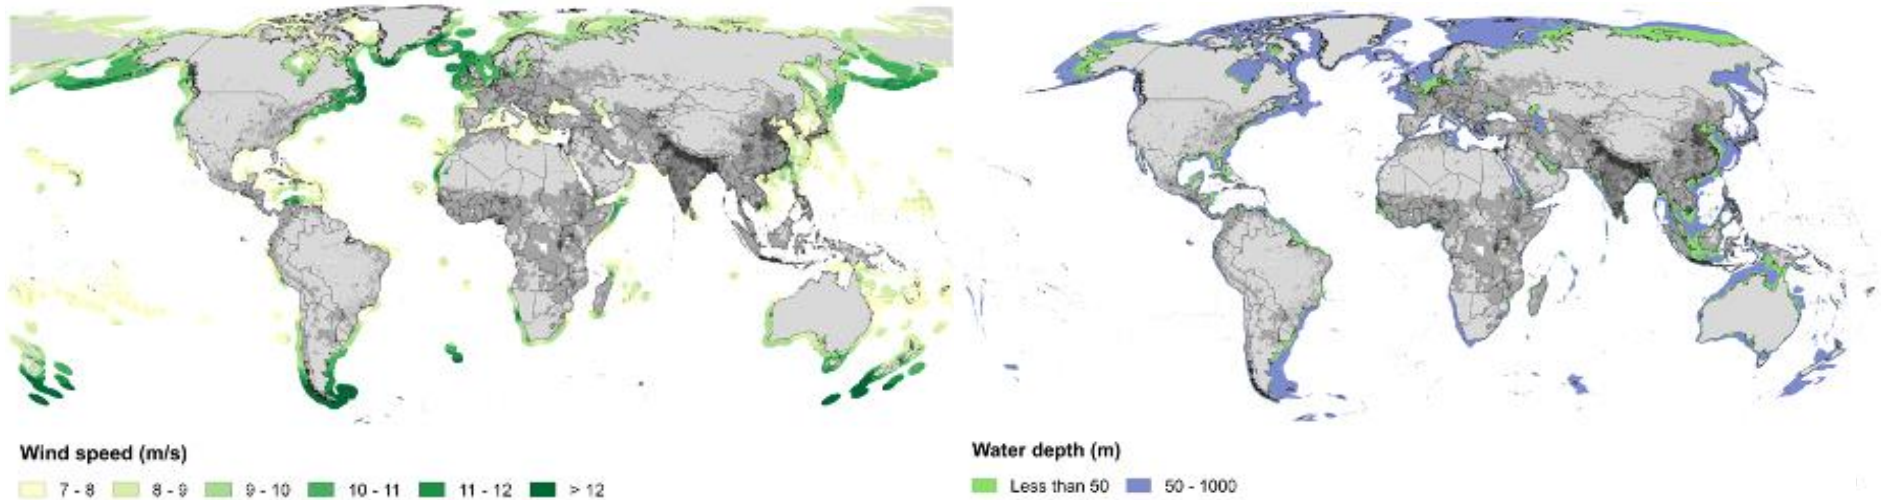 Wind speed (m/s)
7 - 8
8 - 9
9 - 10
10 - 11
11 - 12
> 12
Water depth (m)
Less than 50
50 - 1000